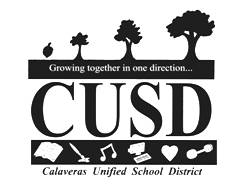 Growing together in one direction...
CUSD
Calaveras Unified School District